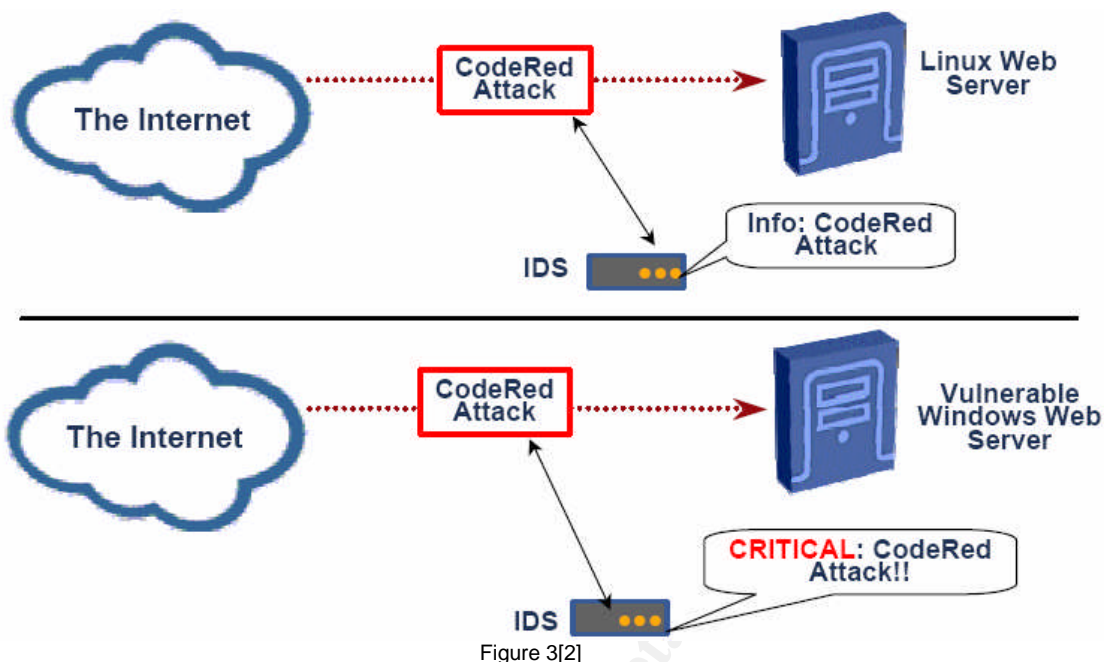 The Internet
CodeRed
Attack
Linux Web
Server
IDS
Info: CodeRed
Attack
The Internet
CodeRed
Attack
Vulnerable
Windows Web
Server
IDS
CRITICAL: CodeRed
Attack!!
Figure 3[2]